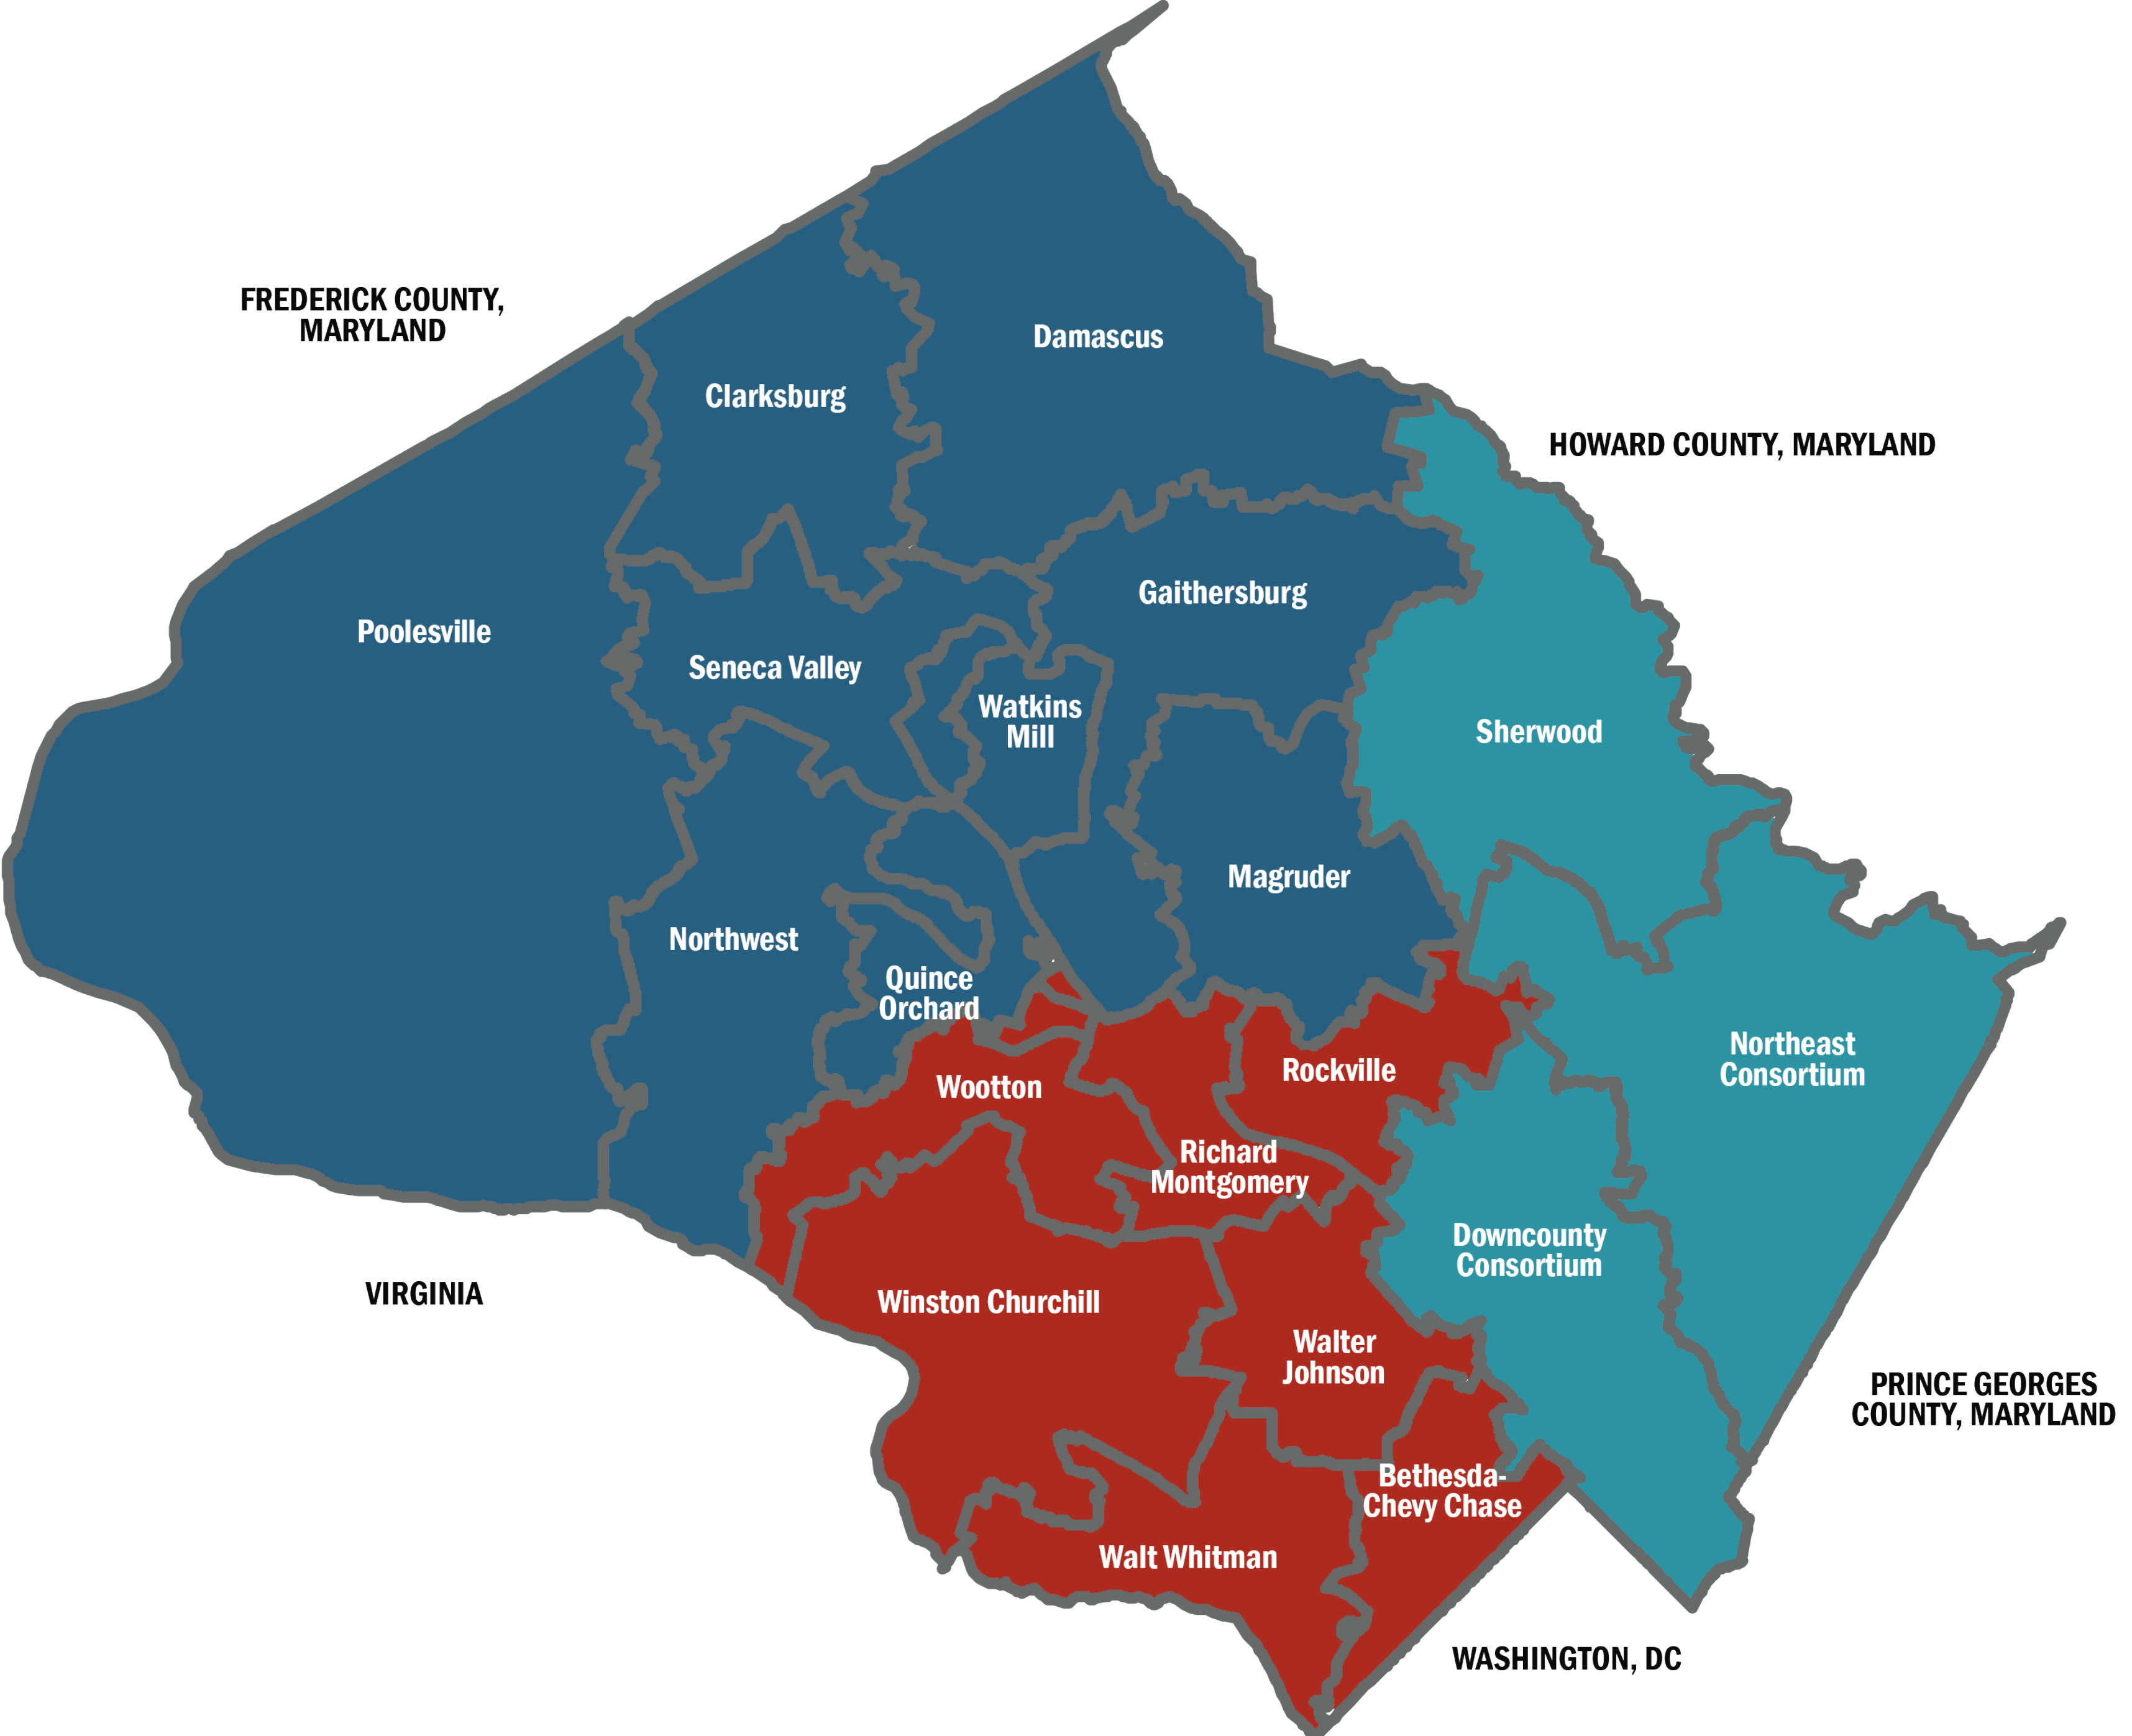 FREDERICK COUNTY,
MARYLAND
Damascus
Clarksburg
HOWARD COUNTY, MARYLAND
Gaithersburg
Poolesville
Seneca Valley
Watkins
Mill
Sherwood
Magruder
Northwest
Quince
Orchard
Northeast
Consortium
Rockville
Wootton
Richard
Montgomery
Downcounty
Consortium
VIRGINIA
Winston Churchill
Walter
Johnson
PRINCE GEORGES
COUNTY, MARYLAND
Bethesda-
Chevy Chase
Walt Whitman
WASHINGTON, DC